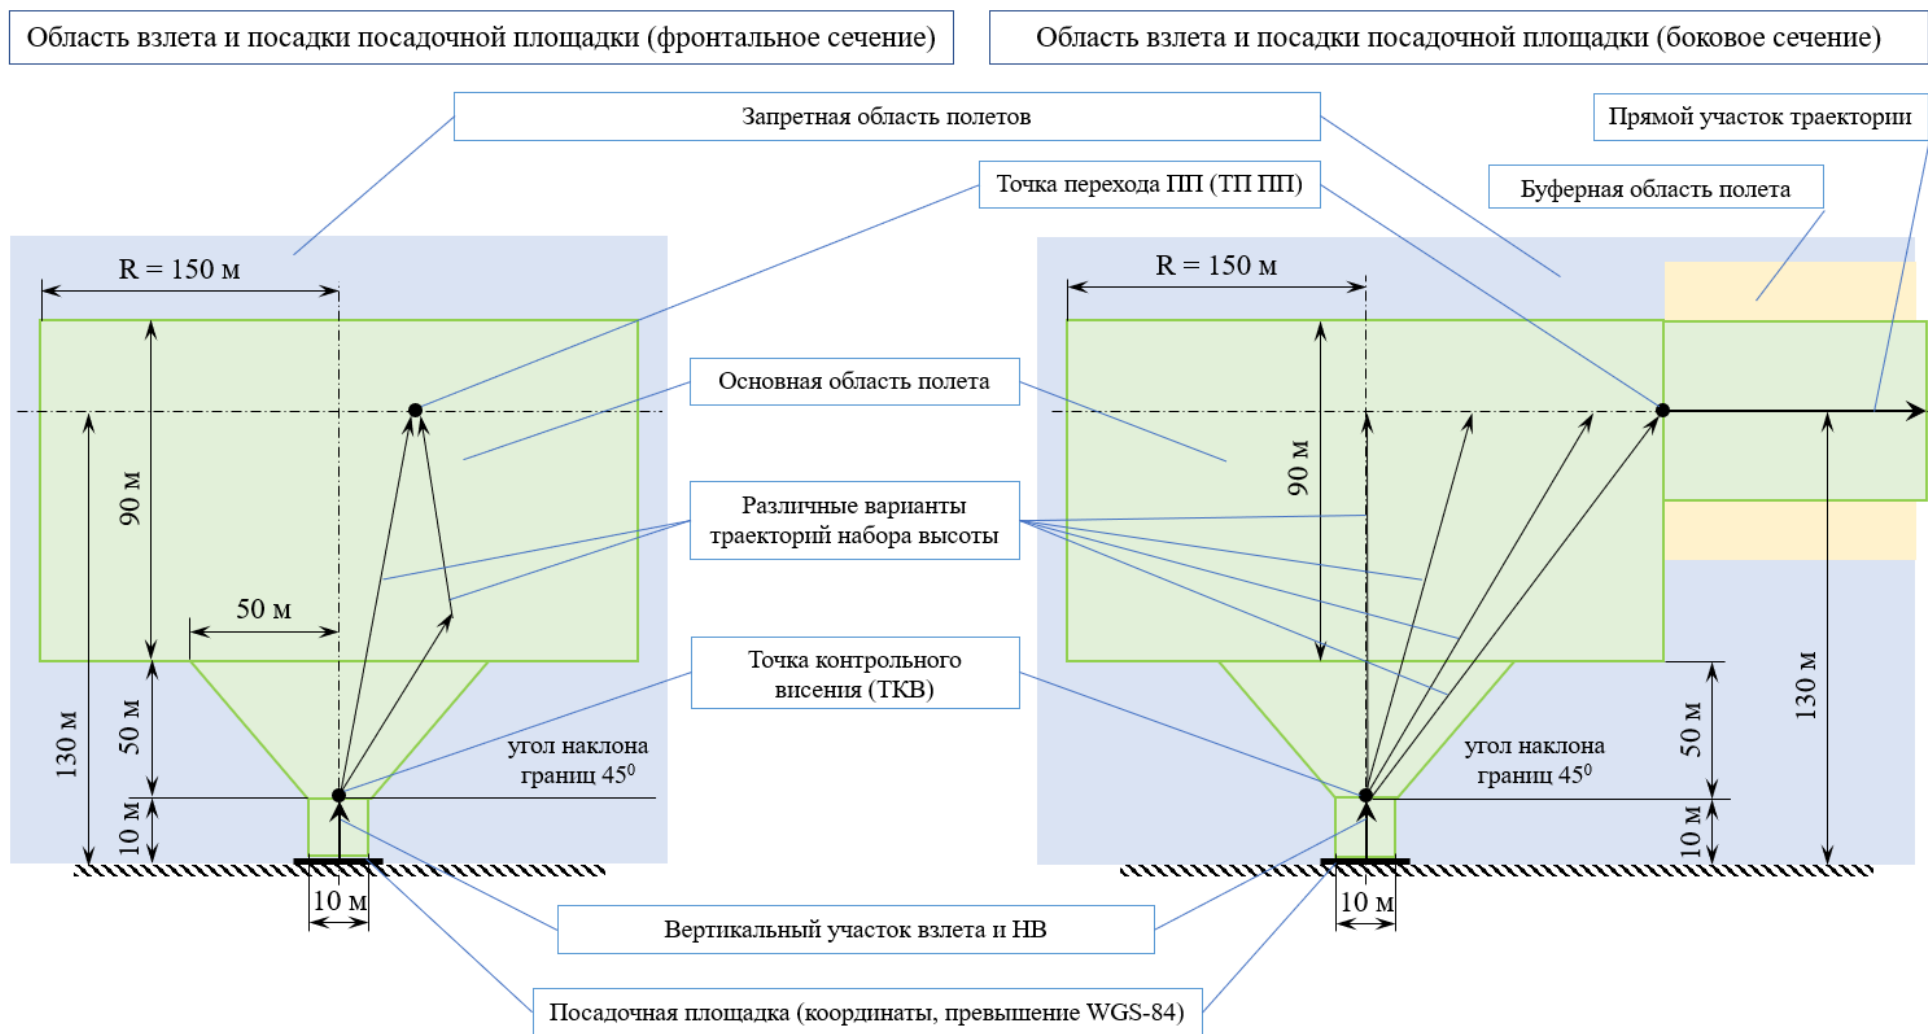 Область взлета и посадки посадочной площадки (фронтальное сечение)
Область взлета и посадки посадочной площадки (боковое сечение)
Запретная область полетов
Прямой участок траектории
Точка перехода ПП (ТП ПП)
Буферная область полета
R = 150 м
R = 150 м
Основная область полета
90 м
90 м
Различные варианты
траекторий набора высоты
50 м
Точка контрольного
висения (ТКВ)
130 м
50 м
угол наклона
границ 45⁰
10 м
угол наклона
границ 45⁰
50 м
130 м
10 м
10 м
10 м
Вертикальный участок взлета и НВ
Посадочная площадка (координаты, превышение WGS-84)